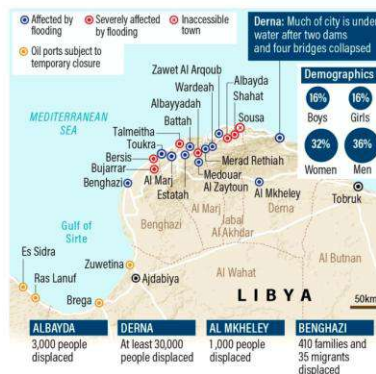 Affected by
flooding
Severely affected
by flooding
Inaccessible
town
Oil ports subject to
temporary closure
Derna: Much of city is under
water after two dams
and four bridges collapsed
Demographics
16%
Boys
16%
Girls
32%
Women
36%
Men
MEDITERRANEAN
SEA
Zawet Al Arqoub
Wardeah
Albayyadah
Battah
Talmeitha
Toukra
Bersis
Bujarrar
Benghazi
Albayda
Shahat
Sousa
Al Marj
Estatah
Merad Rethiah
Medouar
Al Zaytoun
Al Mkheley
Tobruk
Benghazi
Al Marj
Jabal
Al Akhdar
Derna
Gulf of
Sirte
Es Sidra
Ras Lanuf
Brega
Zuwetina
Ajdabiya
Al Wahat
Al Butnan
LIBYA
50km
ALBAYDA
3,000 people
displaced
DERNA
At least 30,000
people displaced
AL MKHELEY
1,000 people
displaced
BENGHAZI
410 families and
35 migrants
displaced